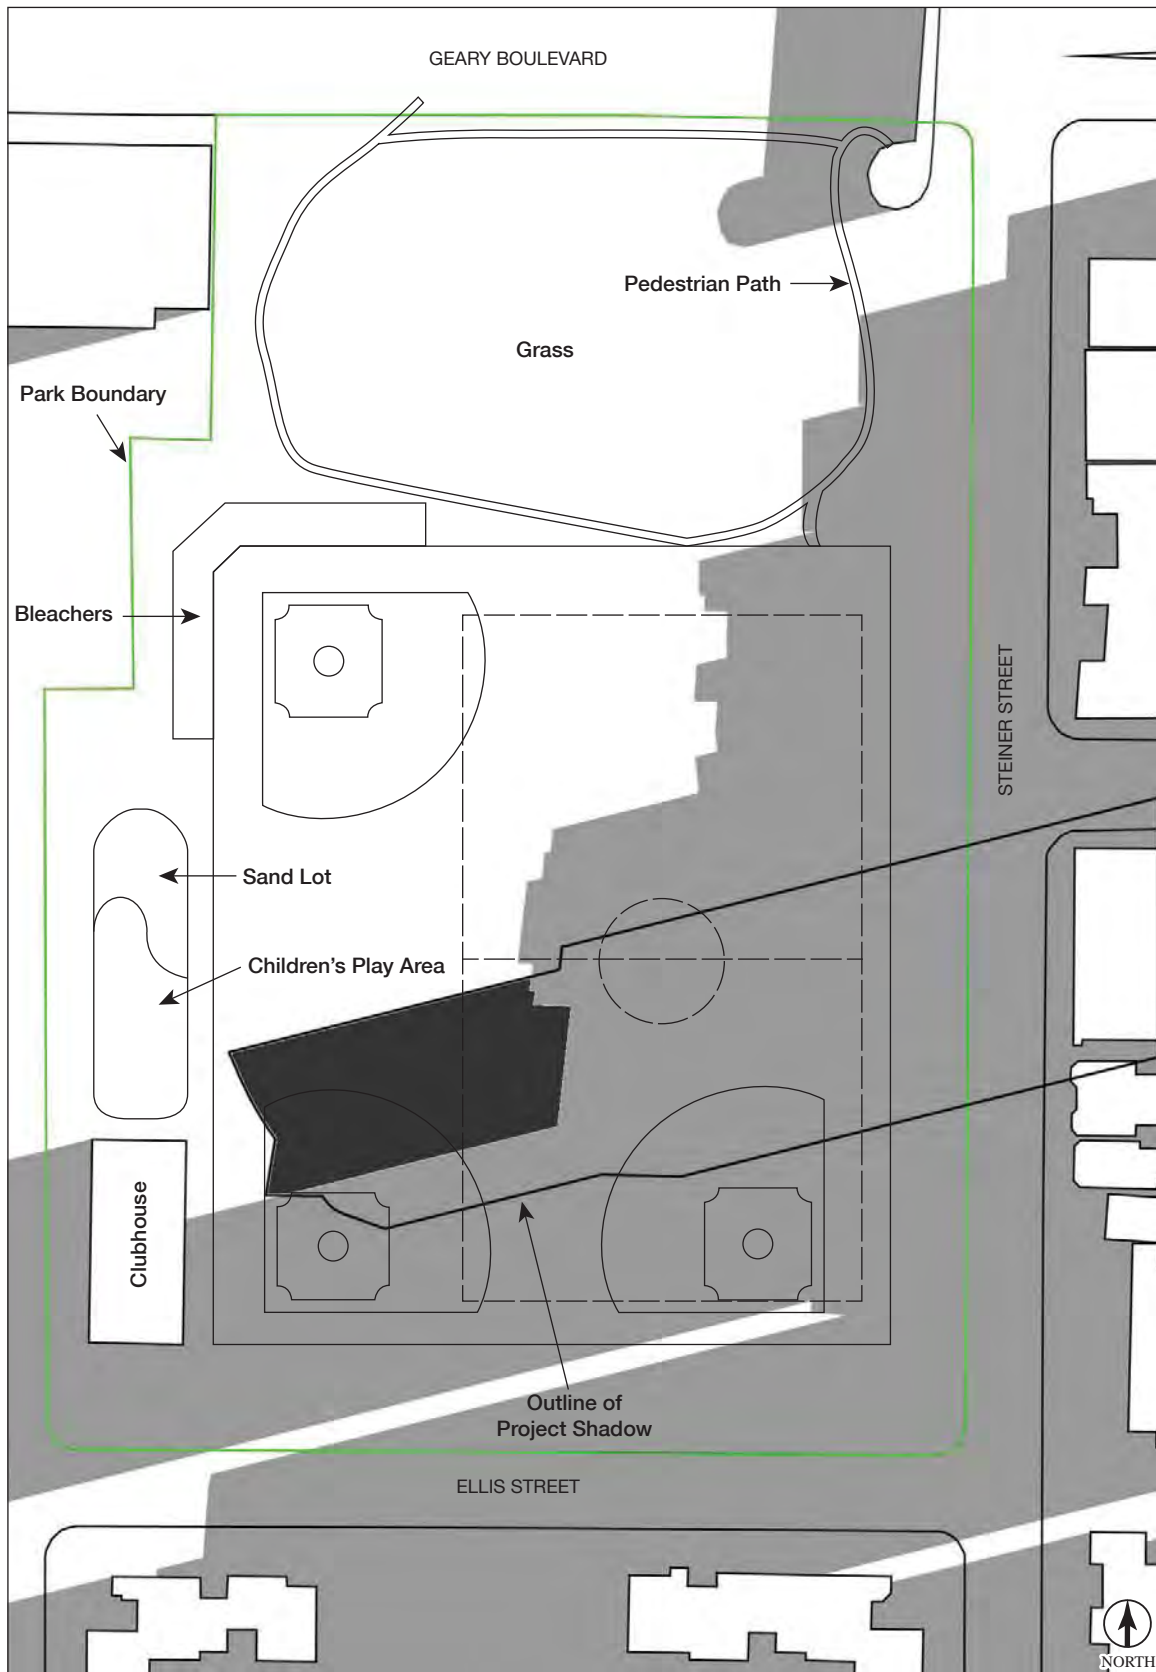 GEARY BOULEVARD
Pedestrian Path
Grass
Park Boundary
Bleachers
STEINER STREET
Sand Lot
Children's Play Area
Clubhouse
Outline of
Project Shadow
ELLIS STREET
NORTH